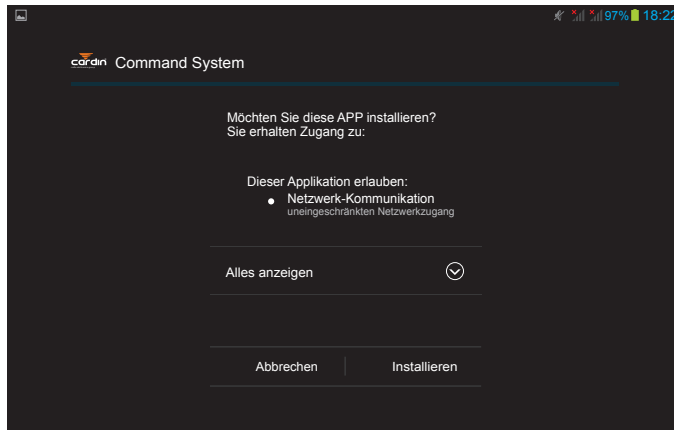 97% 18:22
cardin Command System
Möchten Sie diese APP installieren?
Sie erhalten Zugang zu:
Dieser Applikation erlauben:
● Netzwerk-Kommunikation
uneingeschränkten Netzwerkzugang
Alles anzeigen
Abbrechen Installieren